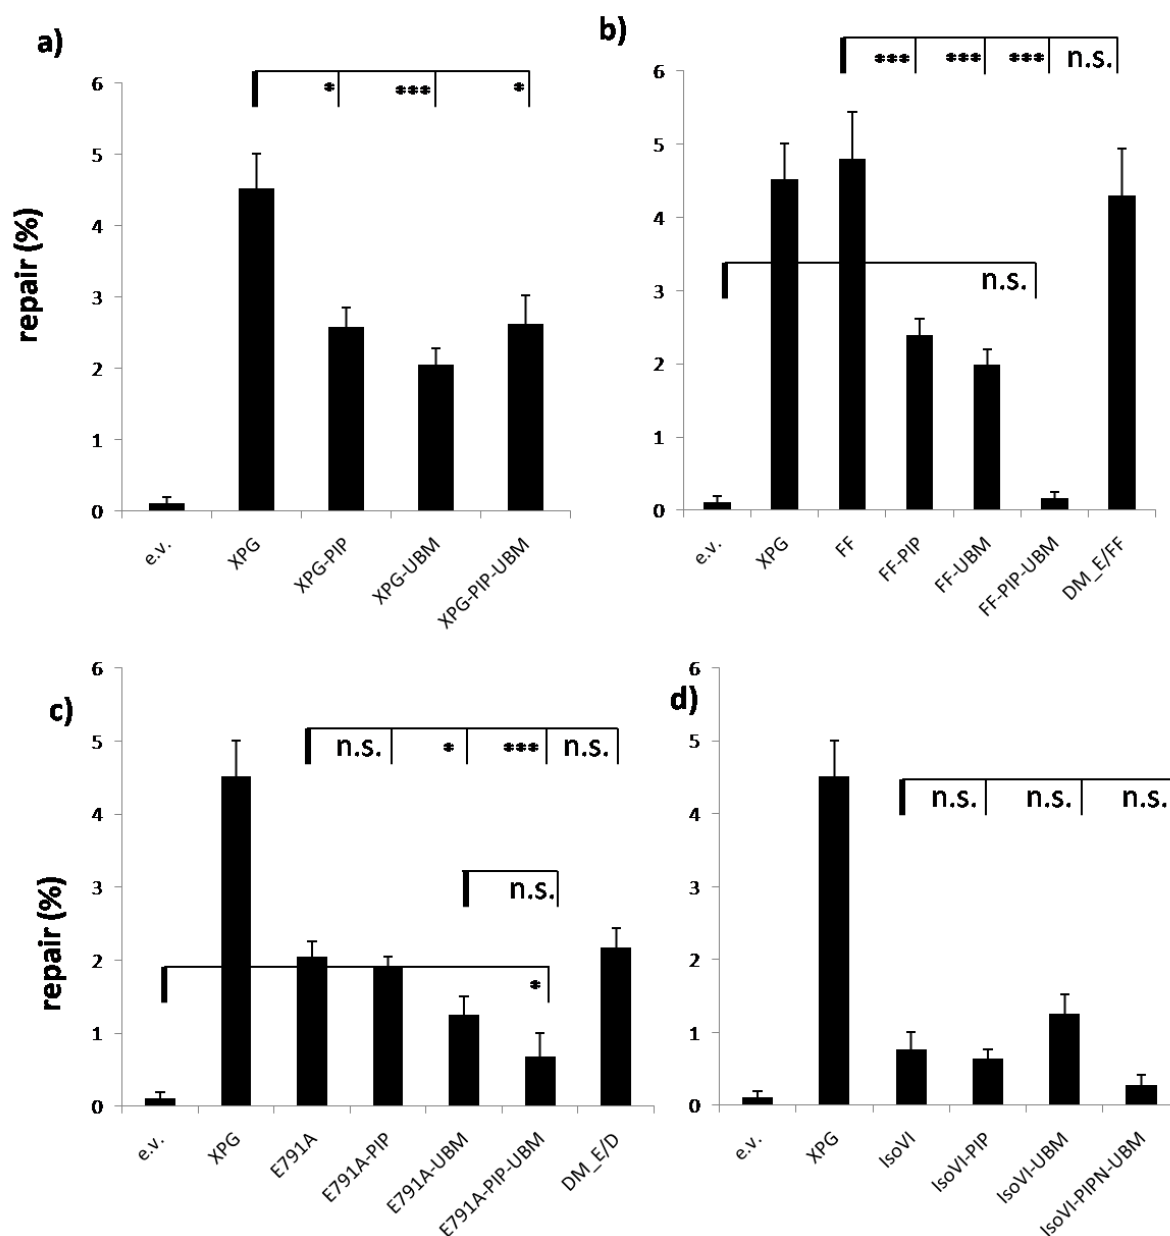 a)
repair (%)
6
5
4
3
2
1
0
* *** *
e.v.
XPG
XPG-PIP
XPG-UBM
XPG-PIP-UBM
b)
6
5
4
3
2
1
0
*** *** *** n.s.
n.s.
e.v.
XPG
FF
FF-PIP
FF-UBM
FF-PIP-UBM
DM_E/FF
c)
repair (%)
6
5
4
3
2
1
0
n.s. * *** n.s.
n.s.
*
e.v.
XPG
E791A
E791A-PIP
E791A-UBM
E791A-PIP-UBM
DM_E/D
d)
6
5
4
3
2
1
0
n.s. n.s. n.s.
e.v.
XPG
IsoVI
IsoVI-PIP
IsoVI-UBM
IsoVI-PIPN-UBM